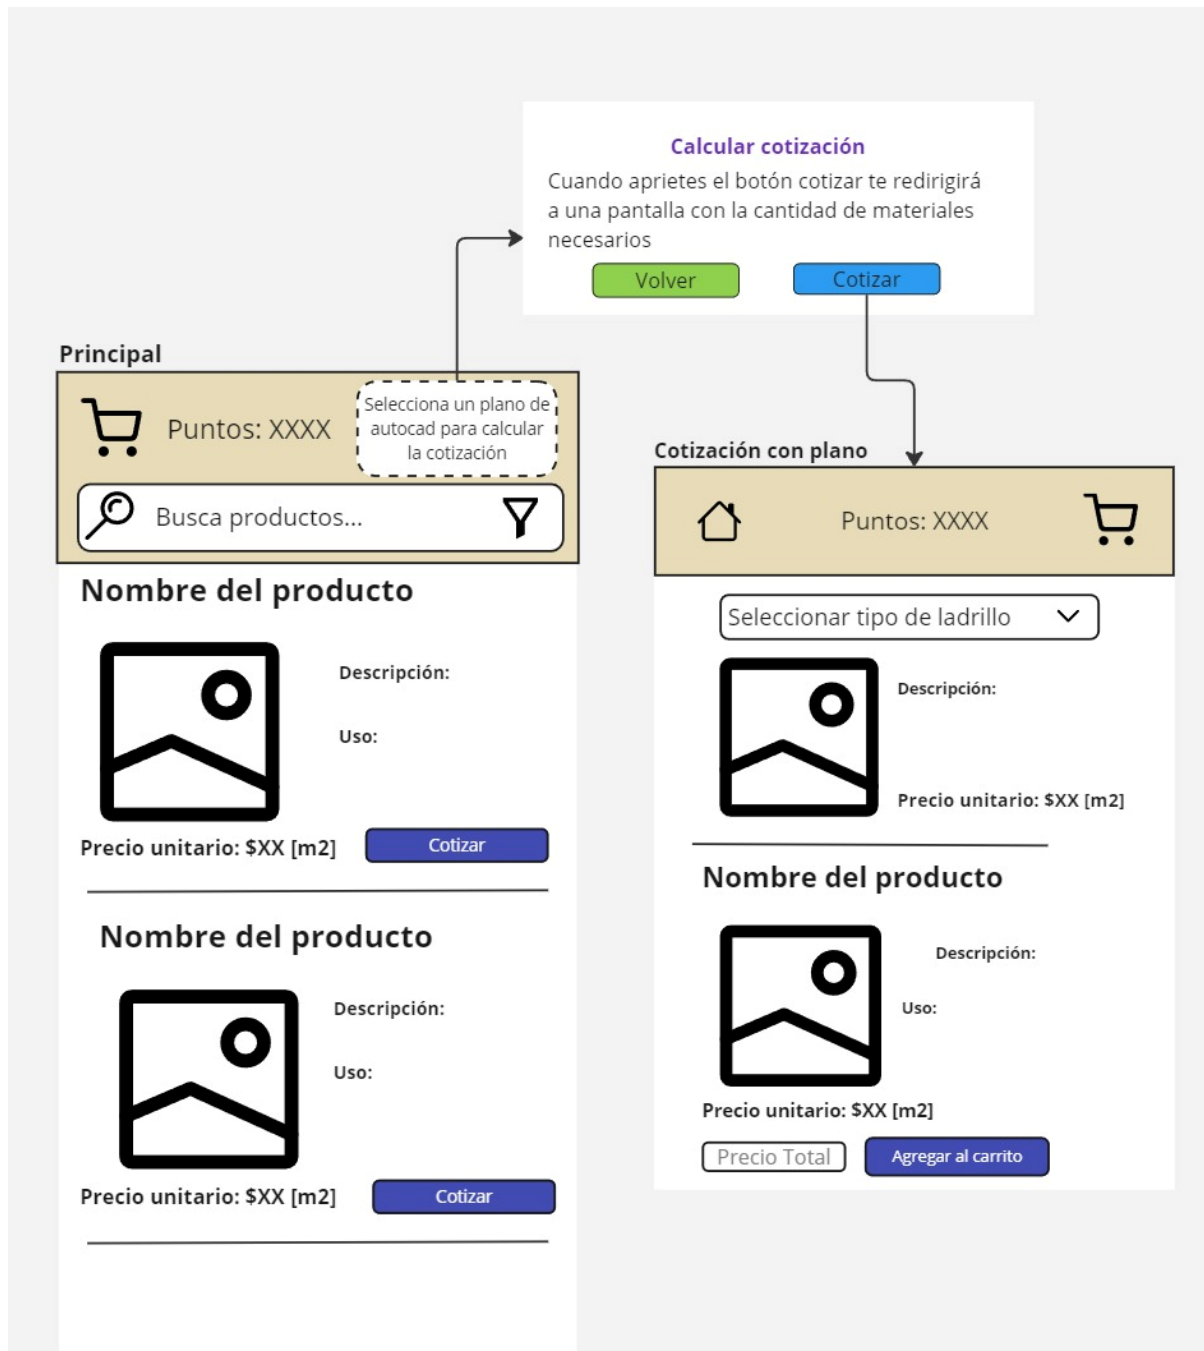 Calcular cotización
Cuando aprietes el botón cotizar te redirigirá
a una pantalla con la cantidad de materiales
necesarios
Volver
Cotizar
Principal
Puntos: XXXX
Selecciona un plano de
autocad para calcular
la cotización
Busca productos...
Nombre del producto
Descripción:
Uso:
Precio unitario: $XX [m2]
Cotizar
Nombre del producto
Descripción:
Uso:
Precio unitario: $XX [m2]
Cotizar
Cotización con plano
Puntos: XXXX
Seleccionar tipo de ladrillo
Descripción:
Precio unitario: $XX [m2]
Nombre del producto
Descripción:
Uso:
Precio unitario: $XX [m2]
Precio Total
Agregar al carrito